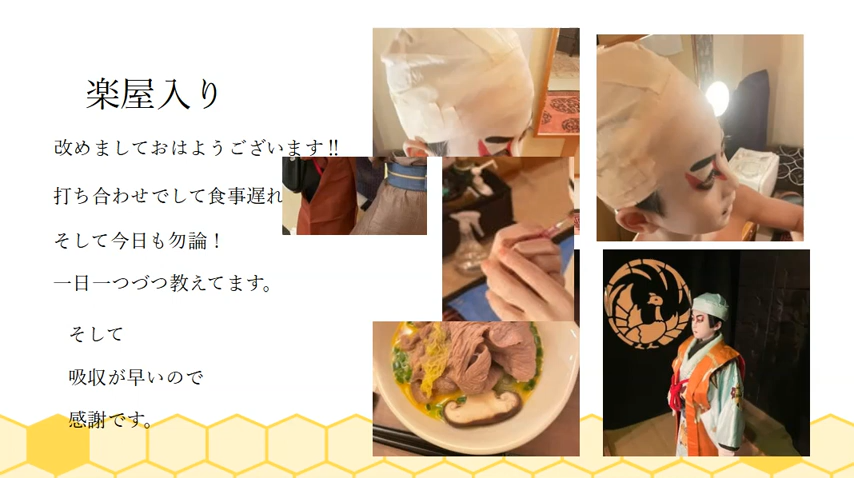 楽屋入り
改めましておはようございます‼
打ち合わせでして食事遅れ
そして今日も勿論！
一日一つづつ教えてます。
そして
吸収が早いので
感謝です。